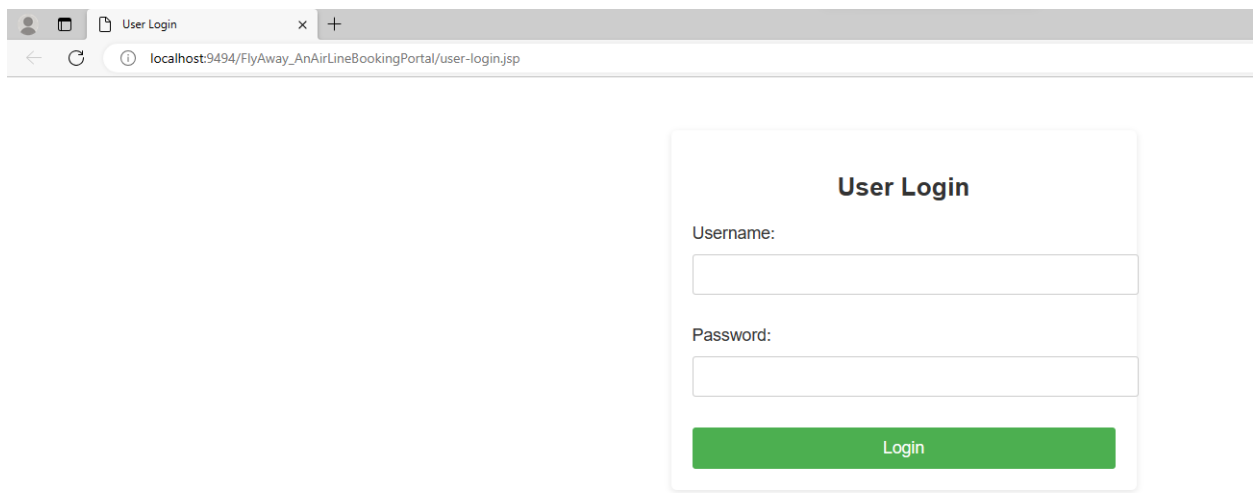 User Login
localhost:9494/FlyAway_AnAirLineBookingPortal/user-login.jsp
User Login
Username:
Password:
Login